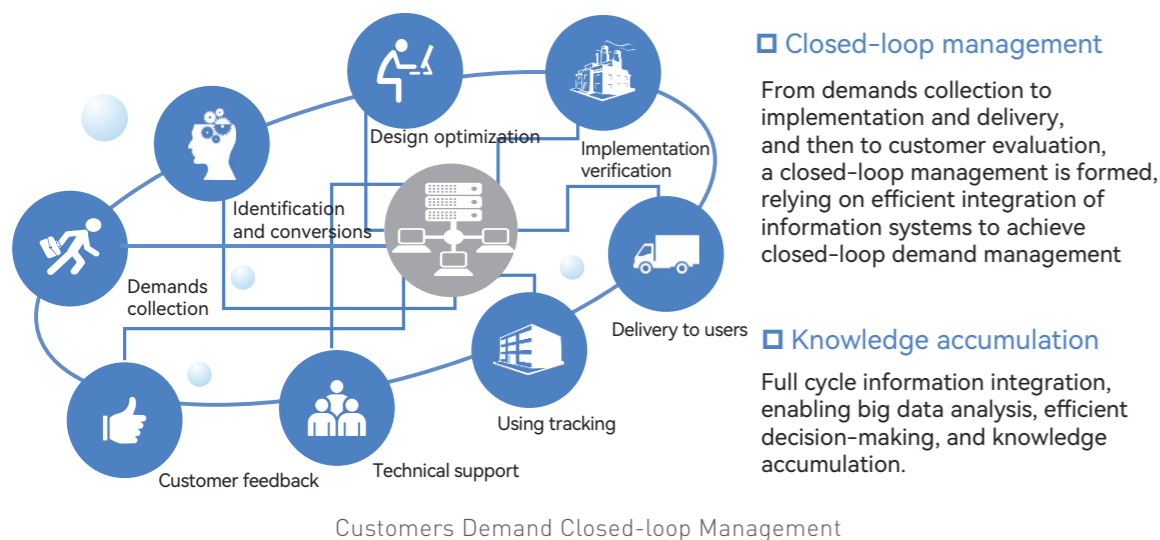 Design optimization
Implementation
verification
Identification
and conversions
Demands
collection
Delivery to users
Using tracking
Technical support
Customer feedback
Closed-loop management
From demands collection to
implementation and delivery,
and then to customer evaluation,
a closed-loop management is formed,
relying on efficient integration of
information systems to achieve
closed-loop demand management
Knowledge accumulation
Full cycle information integration,
enabling big data analysis, efficient
decision-making, and knowledge
accumulation.
Customers Demand Closed-loop Management